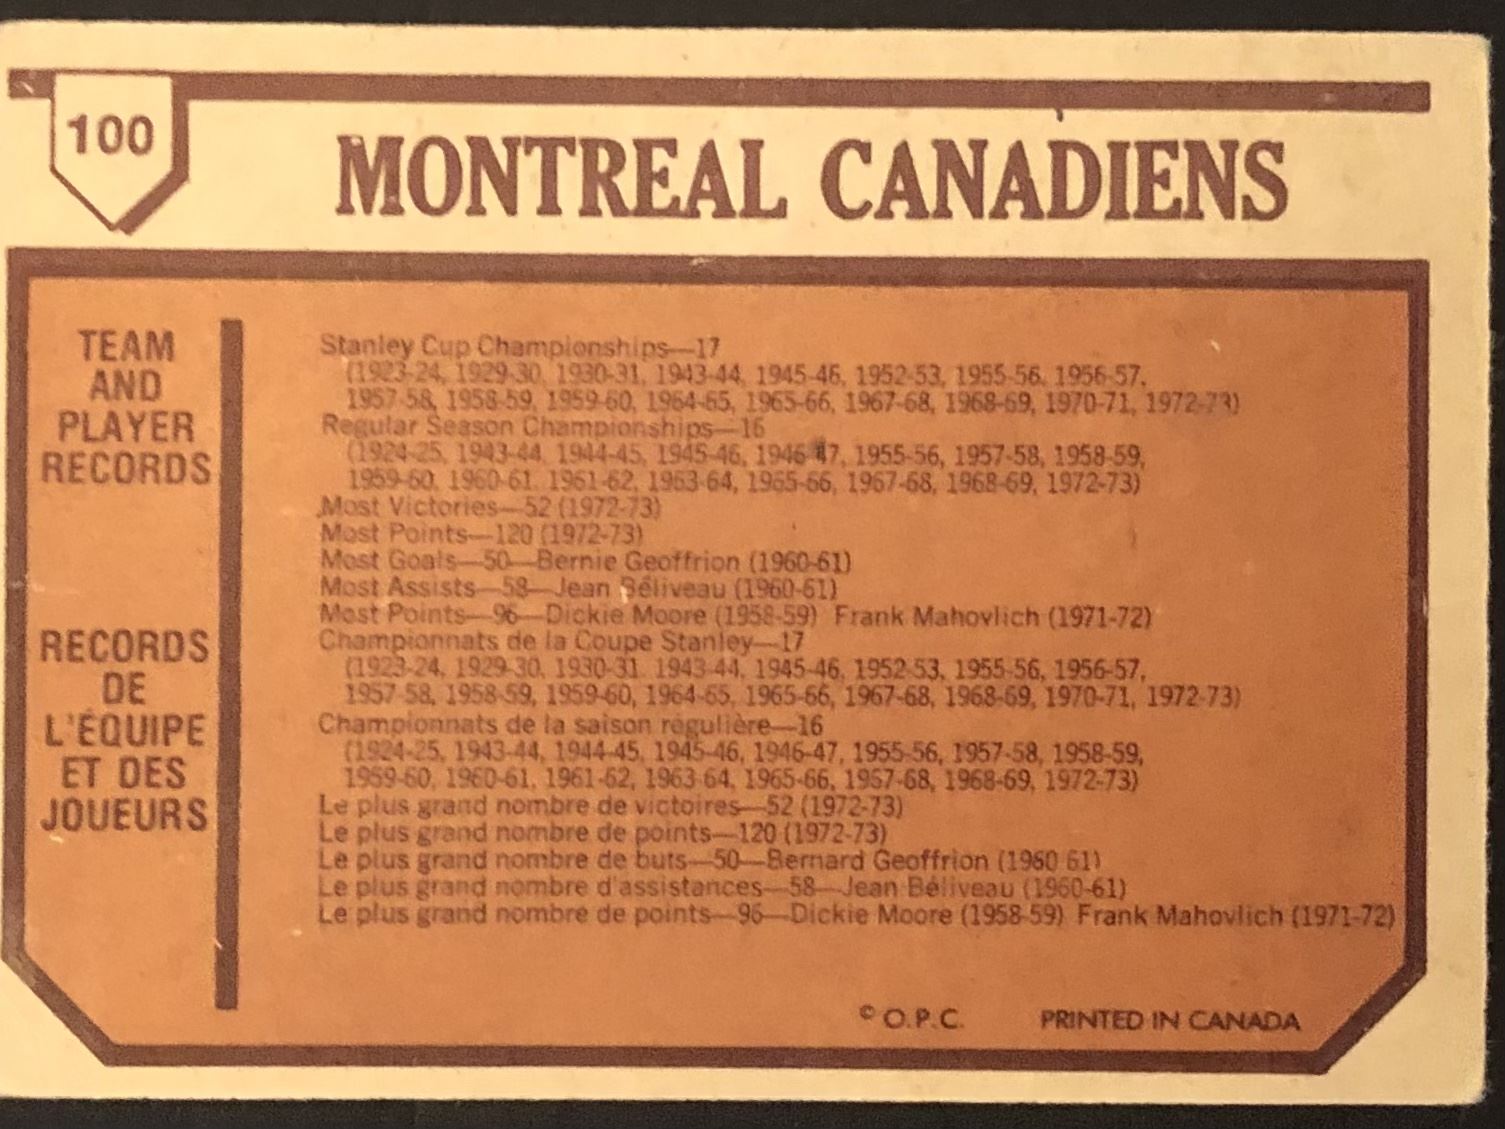 100
MONTREAL CANADIENS
TEAM
AND
PLAYER
RECORDS
Stanley Cup Championships—17
(1923-24, 1929-30, 1930-31, 1943-44, 1945-46, 1952-53, 1955-56, 1956-57,
1957-58, 1958-59, 1959-60, 1964-65, 1965-66, 1967-68, 1968-69, 1970-71, 1972-73)
Regular Season Championships—16
(1924-25, 1943-44, 1944-45, 1945-46, 1946-47, 1955-56, 1957-58, 1958-59,
1959-60, 1960-61, 1961-62, 1963-64, 1965-66, 1967-68, 1968-69, 1972-73)
Most Victories—52 (1972-73)
Most Points—120 (1972-73)
Most Goals—50—Bernie Geoffrion (1960-61)
Most Assists—58—Jean Béliveau (1960-61)
Most Points—96—Dickie Moore (1958-59) Frank Mahovlich (1971-72)
RECORDS
DE
L'ÉQUIPE
ET DES
JOUEURS
Championnats de la Coupe Stanley—17
(1923-24, 1929-30, 1930-31, 1943-44, 1945-46, 1952-53, 1955-56, 1956-57,
1957-58, 1958-59, 1959-60, 1964-65, 1965-66, 1967-68, 1968-69, 1970-71, 1972-73)
Championnats de la saison régulière—16
(1924-25, 1943-44, 1944-45, 1945-46, 1946-47, 1955-56, 1957-58, 1958-59,
1959-60, 1960-61, 1961-62, 1963-64, 1965-66, 1967-68, 1968-69, 1972-73)
Le plus grand nombre de victoires—52 (1972-73)
Le plus grand nombre de points—120 (1972-73)
Le plus grand nombre de buts—50—Bernard Geoffrion (1960-61)
Le plus grand nombre d'assistances—58—Jean Béliveau (1960-61)
Le plus grand nombre de points—96—Dickie Moore (1958-59) Frank Mahovlich (1971-72)
© O.P.C. PRINTED IN CANADA